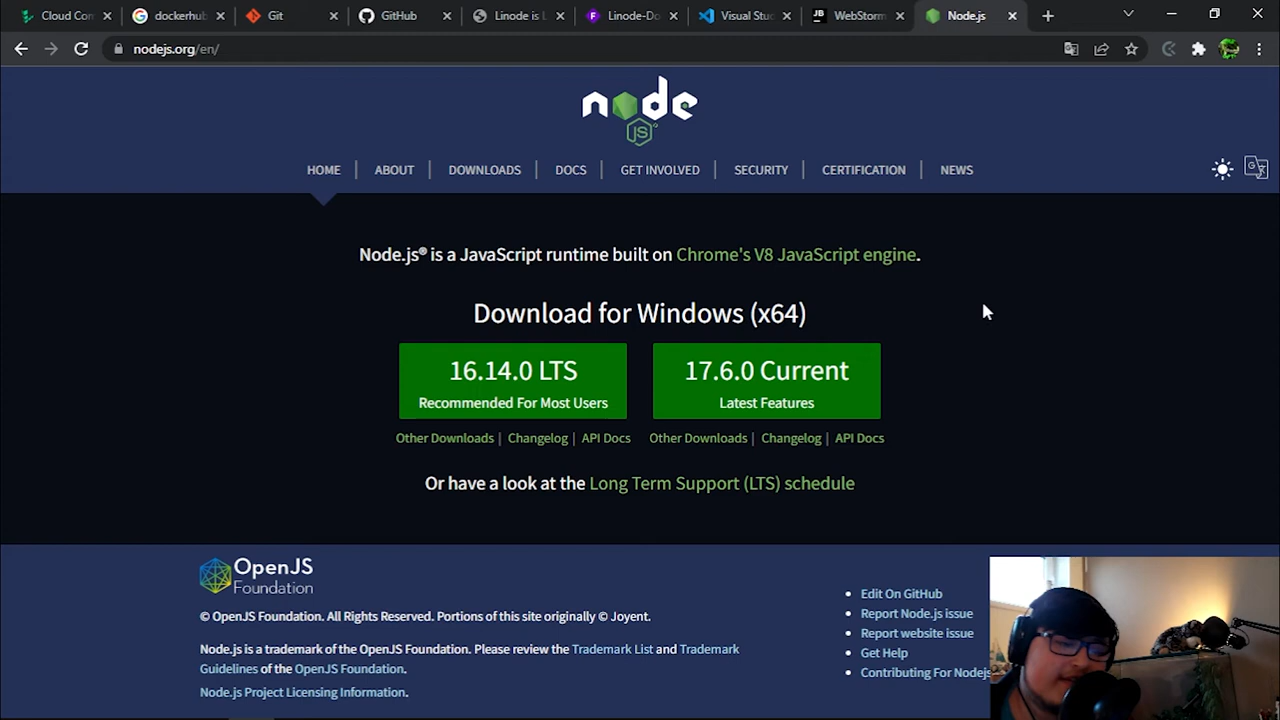 Cloud Com
dockerhub
Git
GitHub
Linode is L
Linode-Do
Visual Stud
WebStorm
Node.js
nodejs.org/en/
node
JS
HOME
ABOUT
DOWNLOADS
DOCS
GET INVOLVED
SECURITY
CERTIFICATION
NEWS
Node.js® is a JavaScript runtime built on Chrome's V8 JavaScript engine.
Download for Windows (x64)
16.14.0 LTS
Recommended For Most Users
17.6.0 Current
Latest Features
Other Downloads | Changelog | API Docs
Other Downloads | Changelog | API Docs
Or have a look at the Long Term Support (LTS) schedule
OpenJS
Foundation
© OpenJS Foundation. All Rights Reserved. Portions of this site originally © Joyent.
Node.js is a trademark of the OpenJS Foundation. Please review the Trademark List and Trademark
Guidelines of the OpenJS Foundation.
Node.js Project Licensing Information.
Edit On GitHub
Report Node.js issue
Report website issue
Get Help
Contributing For Nodejs